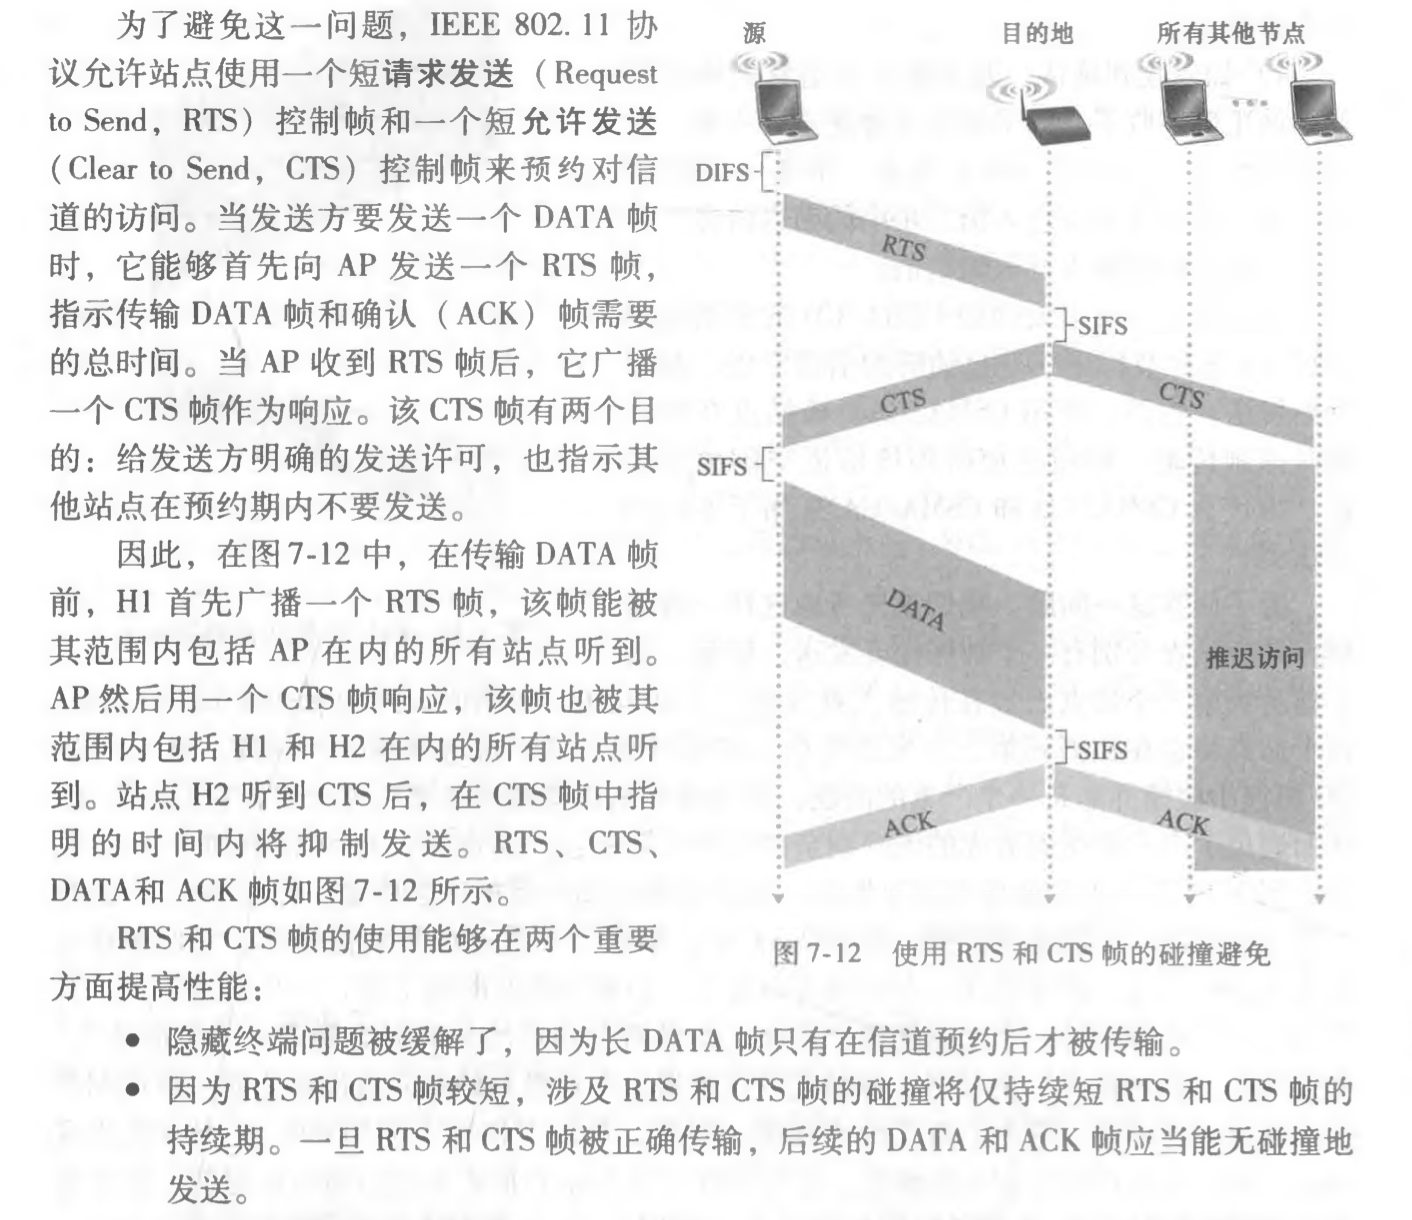 为了避免这一问题，IEEE 802.11 协
议允许站点使用一个短请求发送（Request
to Send，RTS）控制帧和一个短允许发送
（Clear to Send，CTS）控制帧来预约对信
道的访问。当发送方要发送一个 DATA 帧
时，它能够首先向 AP 发送一个 RTS 帧，
指示传输 DATA 帧和确认（ACK）帧需要
的总时间。当 AP 收到 RTS 帧后，它广播
一个 CTS 帧作为响应。该 CTS 帧有两个目
的：给发送方明确的发送许可，也指示其
他站点在预约期内不要发送。
因此，在图 7-12 中，在传输 DATA 帧
前，H1 首先广播一个 RTS 帧，该帧能被
其范围内包括 AP 在内的所有站点听到。
AP 然后用一个 CTS 帧响应，该帧也被其
范围内包括 H1 和 H2 在内的所有站点听
到。站点 H2 听到 CTS 后，在 CTS 帧中指
明的时间内将抑制发送。RTS、CTS、
DATA和 ACK 帧如图 7-12 所示。
RTS 和 CTS 帧的使用能够在两个重要
方面提高性能：
源
目的地
所有其他节点
DIFS
RTS
SIFS
CTS
CTS
SIFS
DATA
推迟访问
SIFS
ACK
ACK
图 7-12 使用 RTS 和 CTS 帧的碰撞避免
● 隐藏终端问题被缓解了，因为长 DATA 帧只有在信道预约后才被传输。
● 因为 RTS 和 CTS 帧较短，涉及 RTS 和 CTS 帧的碰撞将仅持续短 RTS 和 CTS 帧的
持续期。一旦 RTS 和 CTS 帧被正确传输，后续的 DATA 和 ACK 帧应当能无碰撞地
发送。